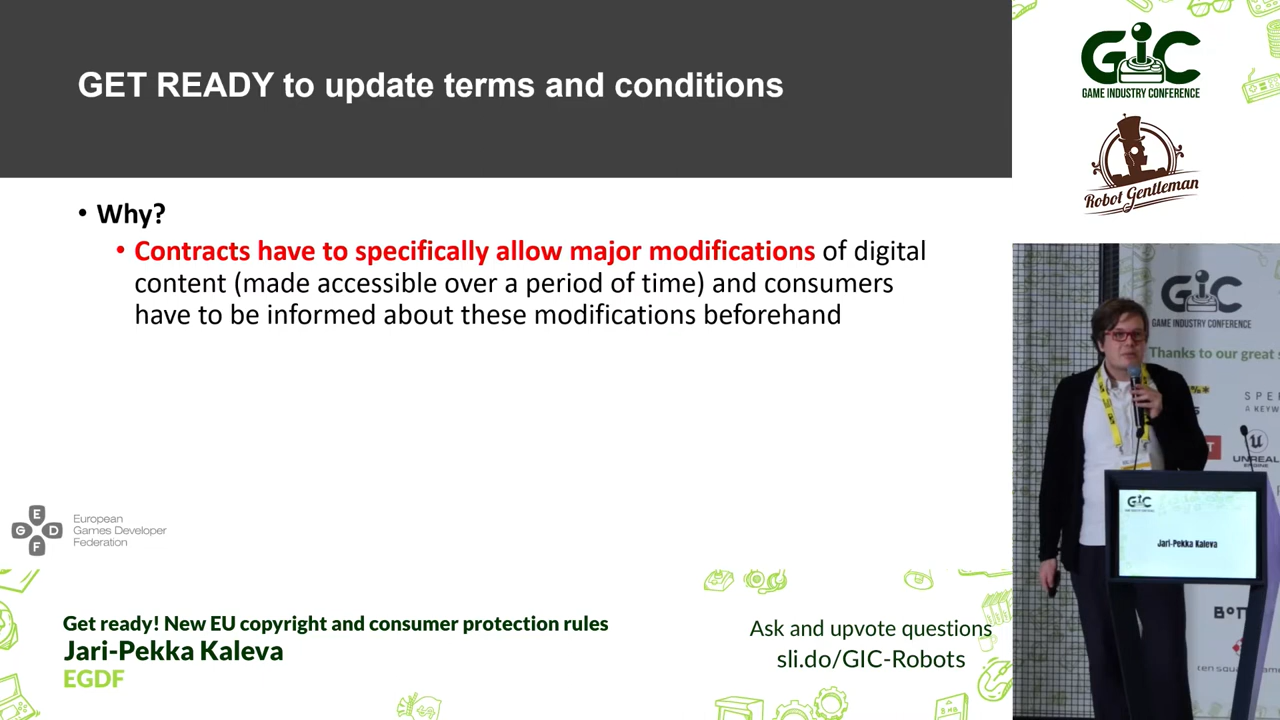 GET READY to update terms and conditions
• Why?
• Contracts have to specifically allow major modifications of digital
content (made accessible over a period of time) and consumers
have to be informed about these modifications beforehand
E
G D
F
European
Games Developer
Federation
Get ready! New EU copyright and consumer protection rules
Jari-Pekka Kaleva
EGDF
Ask and upvote questions
sli.do/GIC-Robots
GIC
GAME INDUSTRY CONFERENCE
Robot Gentleman
GIC
GAME INDUSTRY CONFERENCE
Thanks to our great
SPE
A KEYW
UNREAL
ENGINE
GIC
Jari-Pekka Kaleva